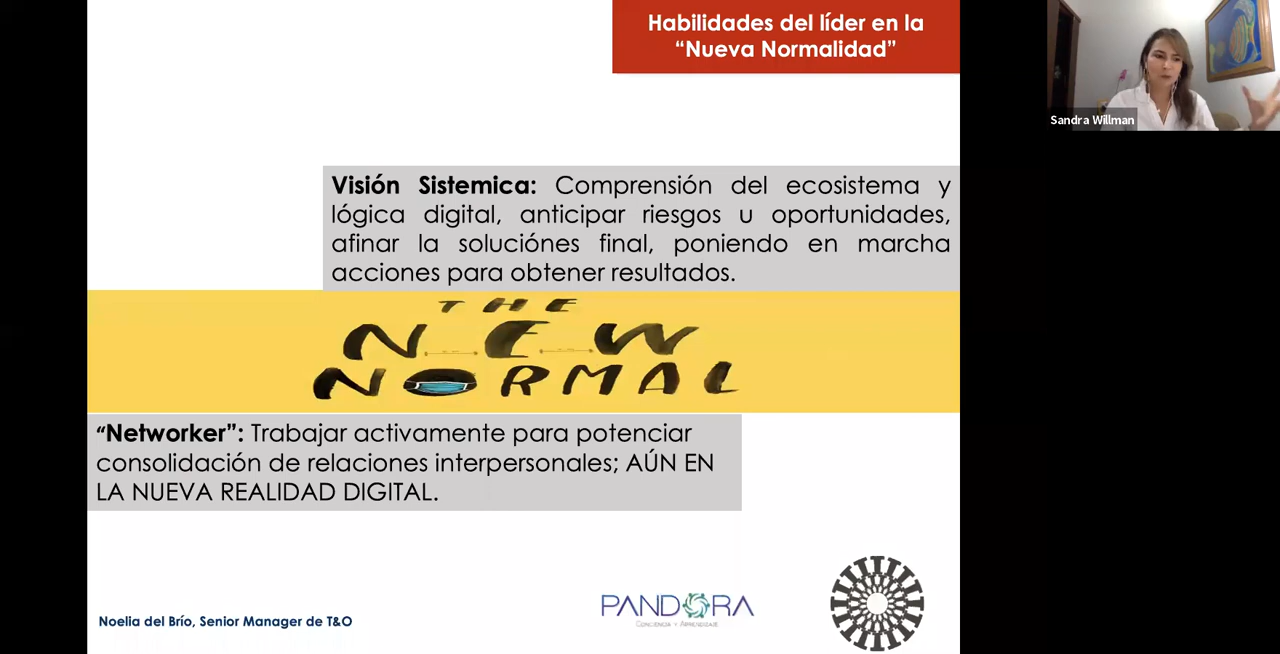 Habilidades del líder en la
“Nueva Normalidad”
Sandra Willman
Visión Sistemica: Comprensión del ecosistema y
lógica digital, anticipar riesgos u oportunidades,
afinar la soluciónes final, poniendo en marcha
acciones para obtener resultados.
THE
NEW
NORMAL
“Networker”: Trabajar activamente para potenciar
consolidación de relaciones interpersonales; AÚN EN
LA NUEVA REALIDAD DIGITAL.
PANDORA
Conciencia y Aprendizaje
Noelia del Brío, Senior Manager de T&O